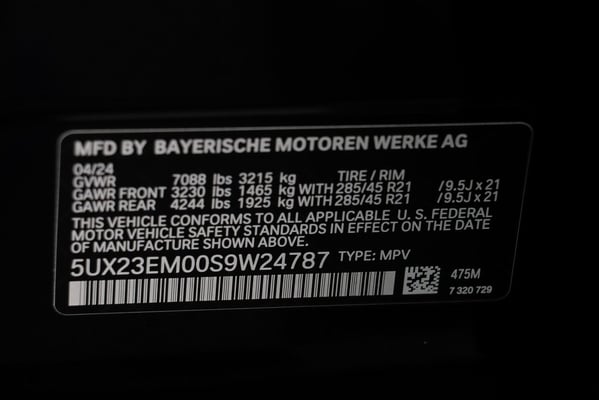 MFD BY BAYERISCHE MOTOREN WERKE AG
04/24
GVWR 7088 lbs 3215 kg TIRE / RIM
GAWR FRONT 3230 lbs 1465 kg WITH 285/45 R21 /9.5J x 21
GAWR REAR 4244 lbs 1925 kg WITH 285/45 R21 /9.5J x 21
THIS VEHICLE CONFORMS TO ALL APPLICABLE U. S. FEDERAL
MOTOR VEHICLE SAFETY STANDARDS IN EFFECT ON THE DATE
OF MANUFACTURE SHOWN ABOVE.
5UX23EM00S9W24787 TYPE: MPV
475M
7 320 729